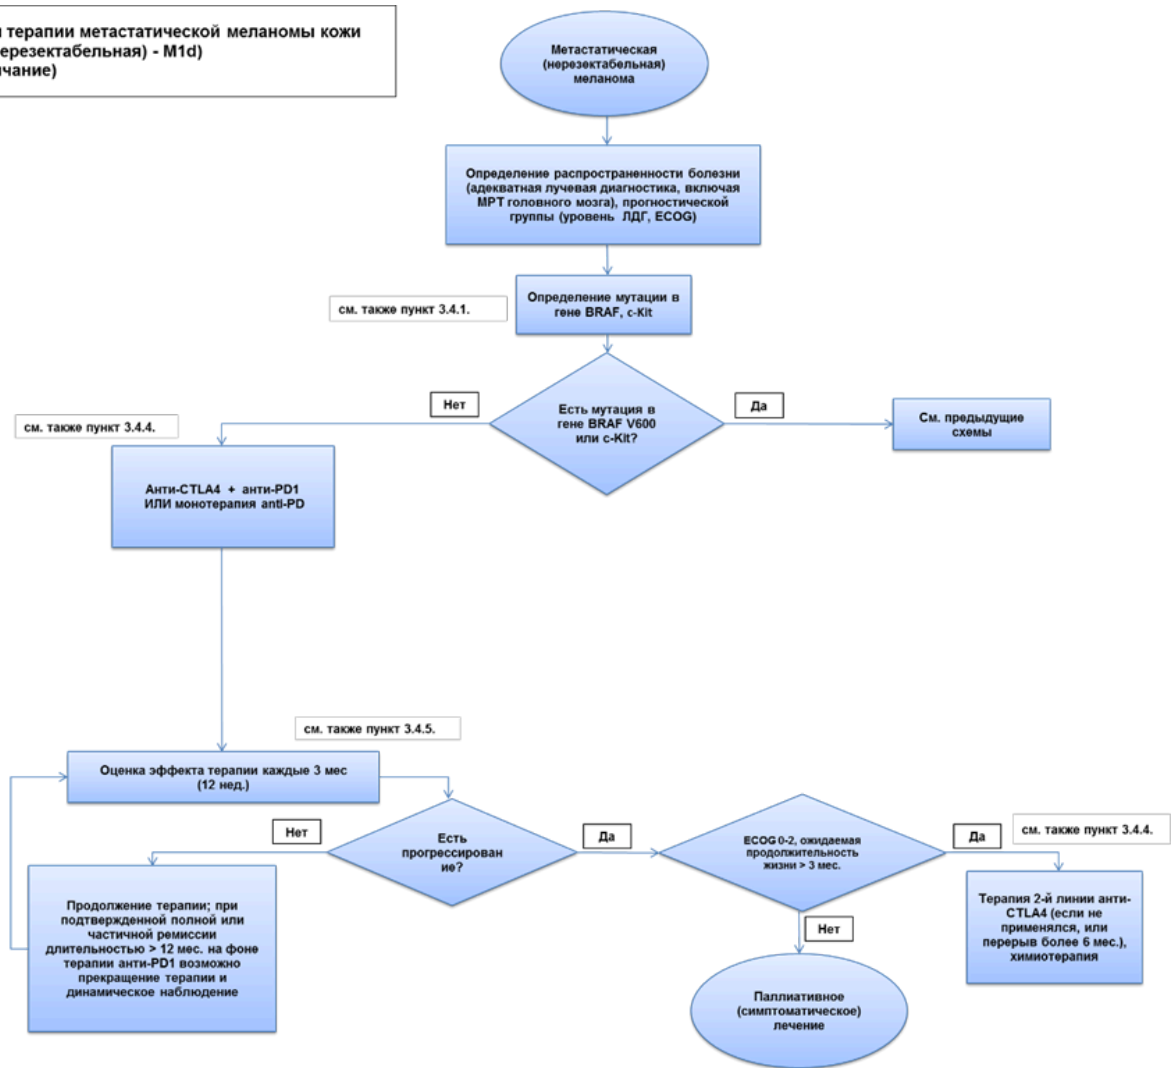 терапии метастатической меланомы кожи
нерезектабельная) - M1d)
Метастатическая
(нерезектабельная)
меланома
Определение распространенности болезни
(адекватная лучевая диагностика, включая
МРТ головного мозга), прогностической
группы (уровень ЛДГ, ECOG)
см. также пункт 3.4.1.
Определение мутации в
гене BRAF, c-Kit
Нет
Есть мутация в
гене BRAF V600
или c-Kit?
Да
См. предыдущие
схемы
см. также пункт 3.4.4.
Анти-CTLA4 + анти-PD1
ИЛИ монотерапия anti-PD
см. также пункт 3.4.5.
Оценка эффекта терапии каждые 3 мес
(12 нед.)
Нет
Есть
прогрессирован
ие?
Да
ECOG 0-2, ожидаемая
продолжительность
жизни > 3 мес.
Да
см. также пункт 3.4.4.
Продолжение терапии; при
подтвержденной полной или
частичной ремиссии
длительностью > 12 мес. на фоне
терапии анти-PD1 возможно
прекращение терапии и
динамическое наблюдение
Нет
Терапия 2-й линии анти-
CTLA4 (если не
применялся, или
перерыв более 6 мес.),
химиотерапия
Паллиативное
(симптоматическое)
лечение